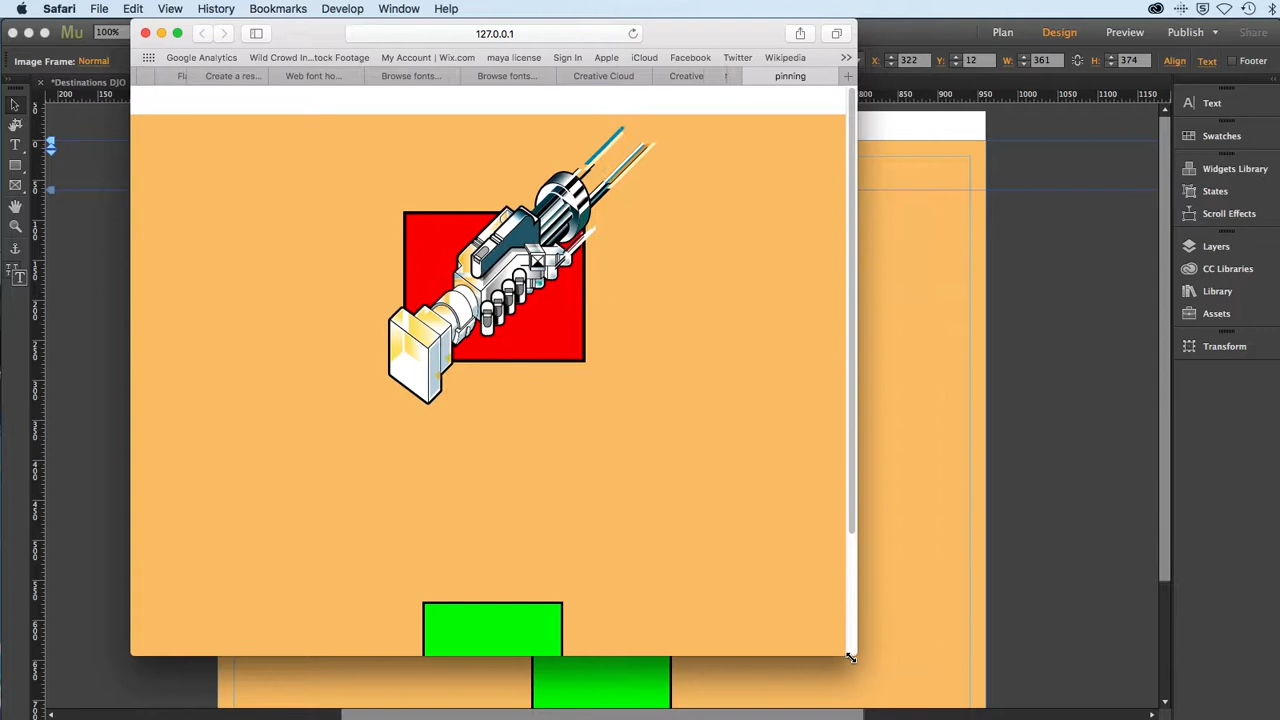 Safari File Edit View History Bookmarks Develop Window Help
Mu 100% 127.0.0.1 Plan Design Preview Publish Share
Image Frame: Normal Google Analytics Wild Crowd In...tock Footage My Account | Wix.com maya license Sign In Apple iCloud Facebook Twitter Wikipedia >> X: 322 Y: 12 W: 361 H: 374 Align Text Footer
*Destinations DJO Create a res... Web font ho... Browse fonts... Browse fonts... Creative Cloud Creative pinning +
200 150 800 850 900 950 1000 1050 1100 1150
Text
Swatches
Widgets Library
States
Scroll Effects
Layers
CC Libraries
Library
Assets
Transform